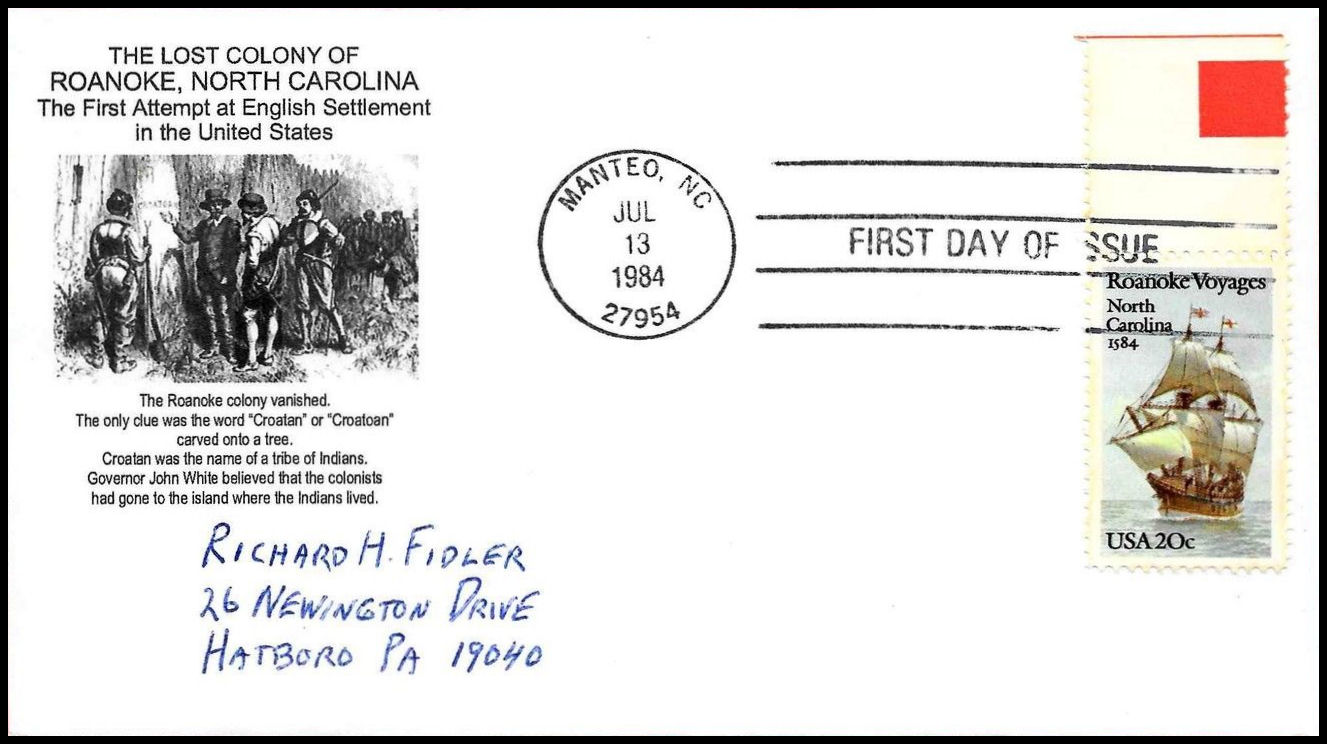 THE LOST COLONY OF
ROANOKE, NORTH CAROLINA
The First Attempt at English Settlement
in the United States
The Roanoke colony vanished.
The only clue was the word "Croatan" or "Croatoan"
carved onto a tree.
Croatan was the name of a tribe of Indians.
Governor John White believed that the colonists
had gone to the island where the Indians lived.
MANTEO, NC
JUL
13
1984
27954
FIRST DAY OF ISSUE
Roanoke Voyages
North
Carolina
1584
USA 20c
RICHARD H. FIDLER
26 NEWINGTON DRIVE
HATBORO PA 19040